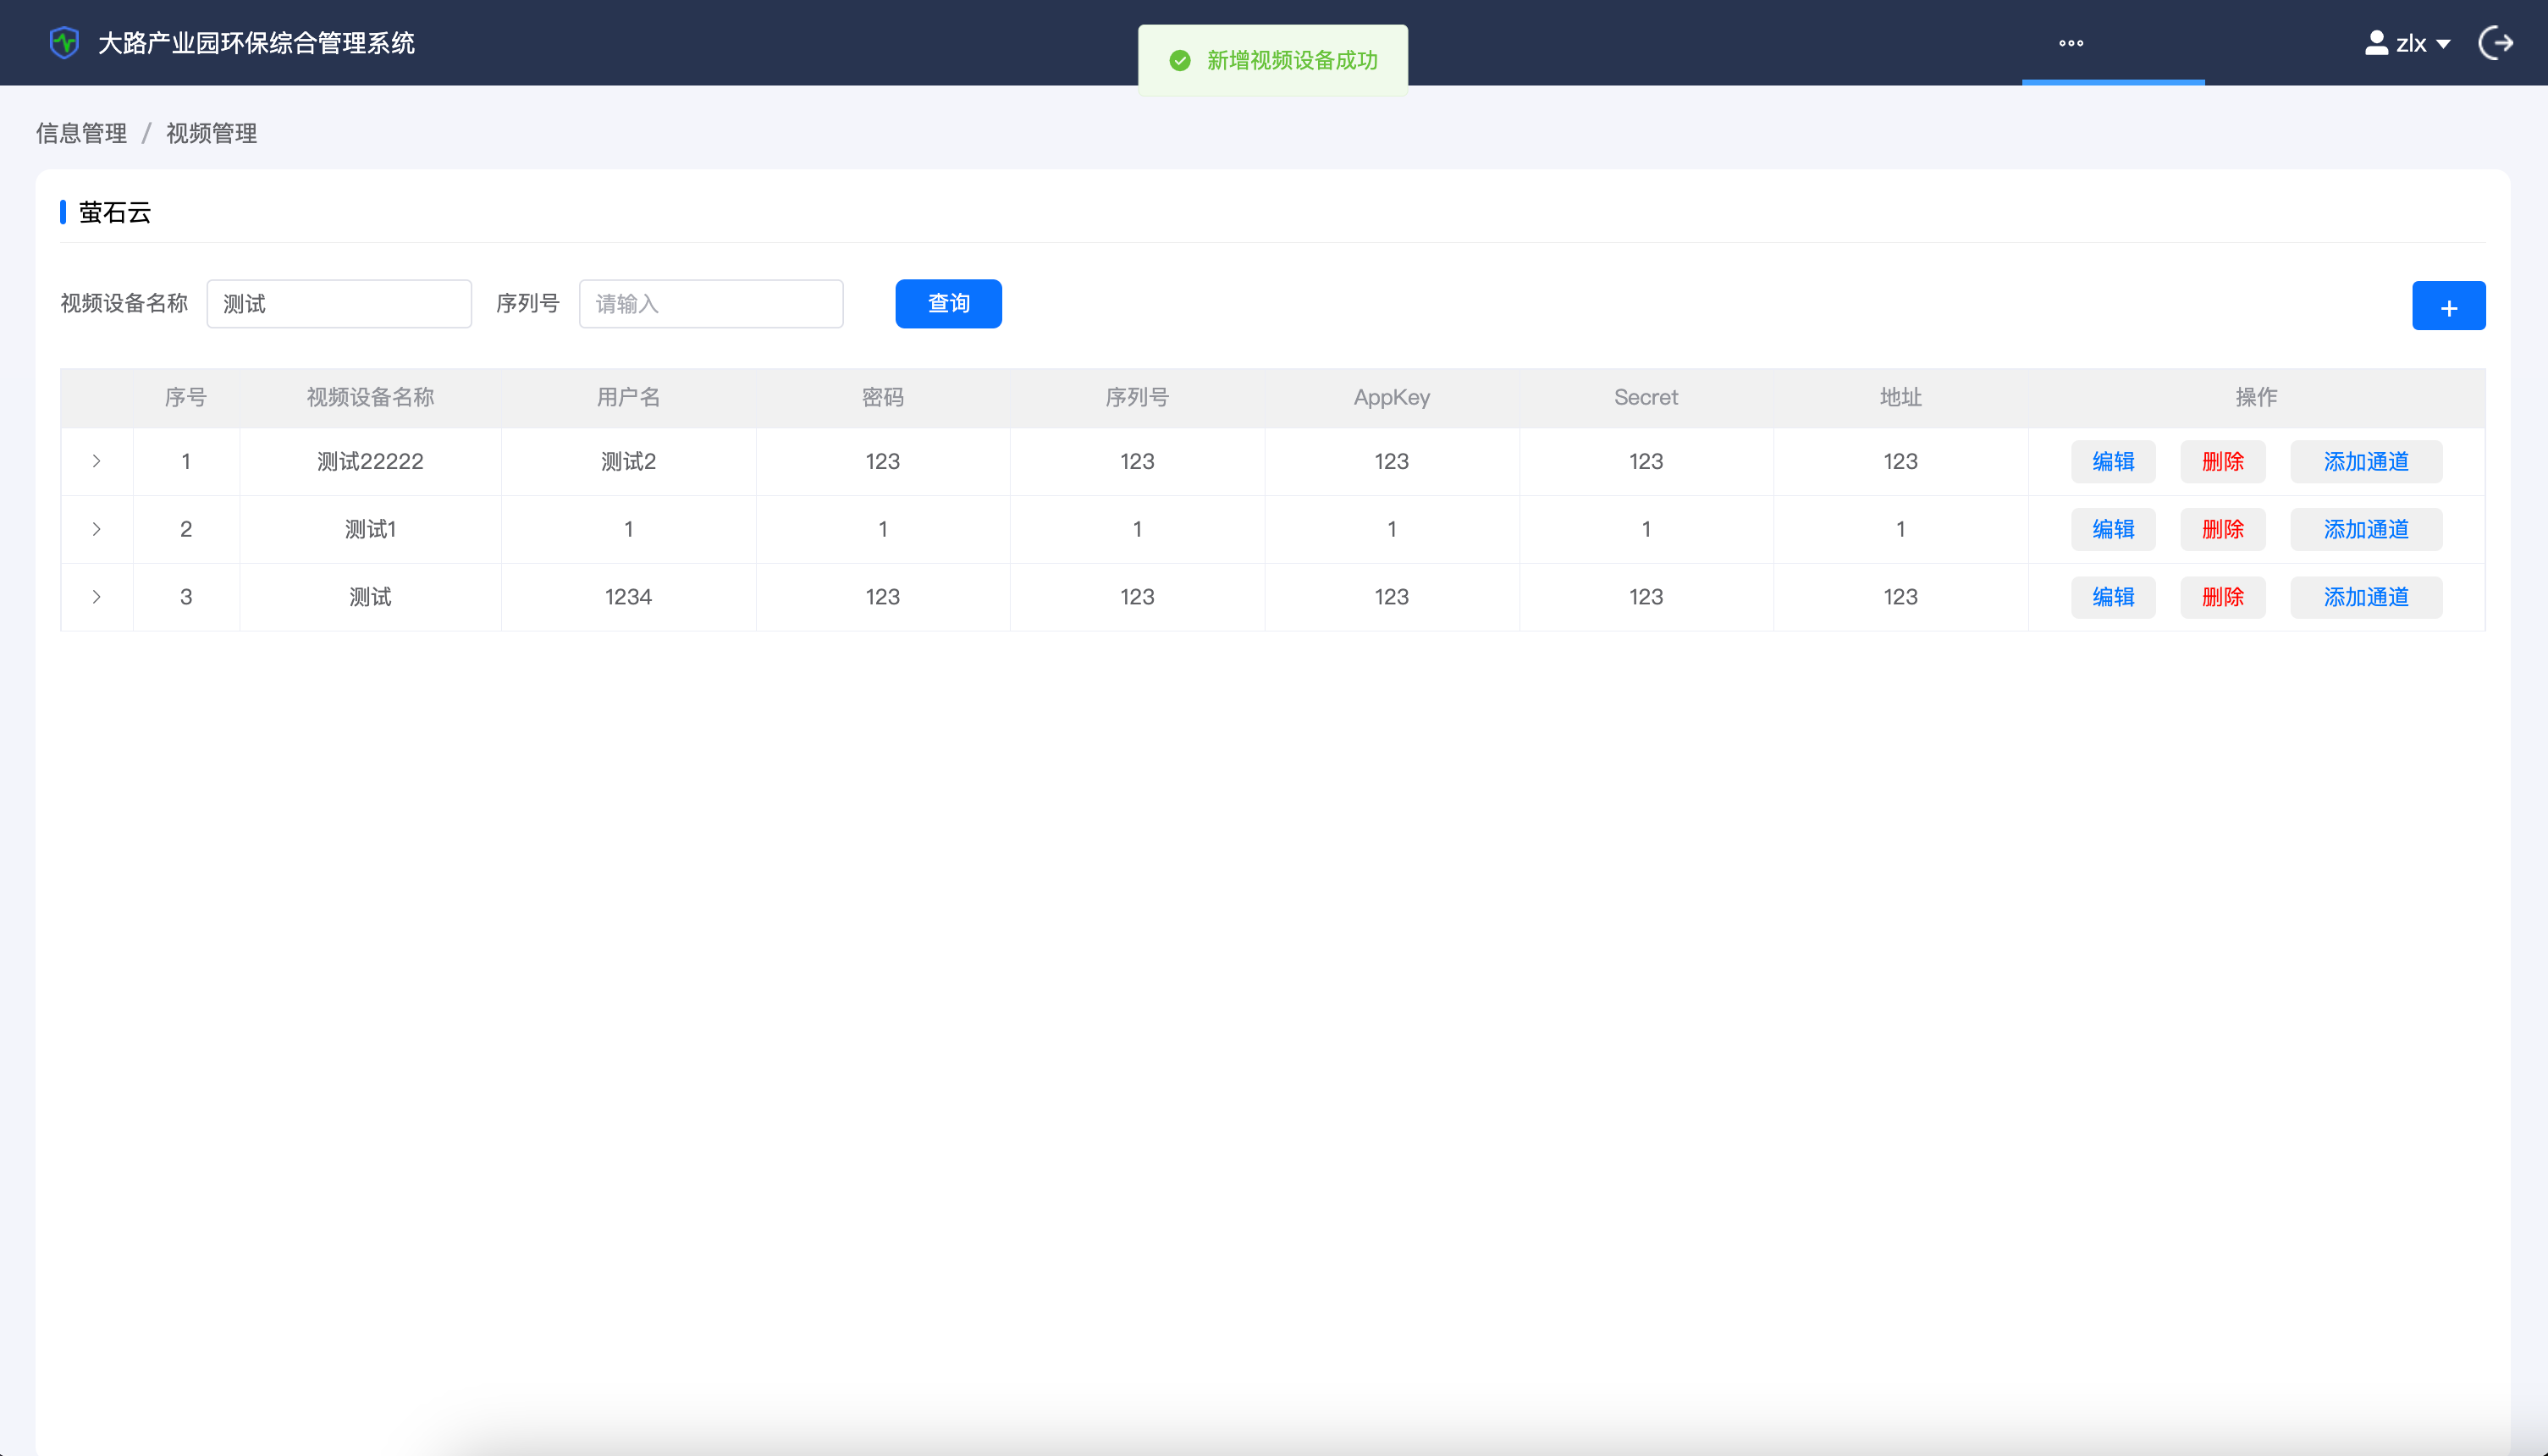 大路产业园环保综合管理系统
新增视频设备成功
zlx
信息管理 / 视频管理
萤石云
视频设备名称 测试 序列号 请输入 查询 +
序号 视频设备名称 用户名 密码 序列号 AppKey Secret 地址 操作
1 测试22222 测试2 123 123 123 123 123 编辑 删除 添加通道
2 测试1 1 1 1 1 1 1 编辑 删除 添加通道
3 测试 1234 123 123 123 123 123 编辑 删除 添加通道